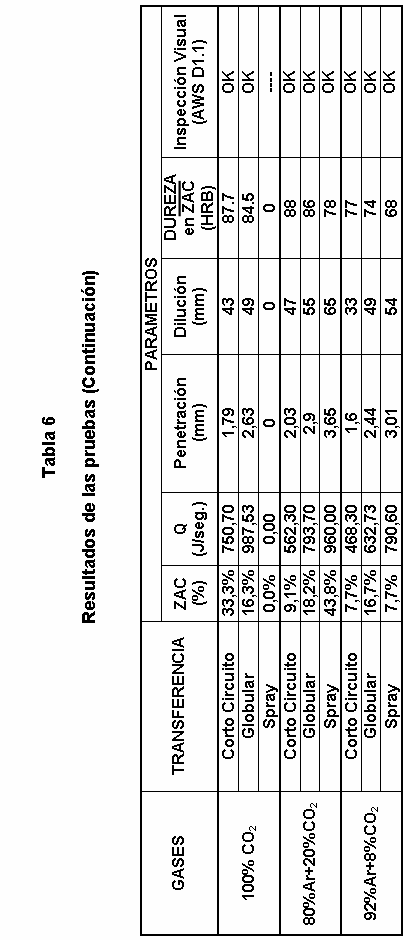 Tabla 6
Resultados de las pruebas (Continuación)
GASES TRANSFERENCIA PARAMETROS
ZAC (%) Q (J/seg.) Penetración (mm) Dilución (mm) DUREZA en ZAC (HRB) Inspección Visual (AWS D1.1)
100% CO₂ Corto Circuito 33,3% 750,70 1,79 43 87.7 OK
Globular 16,3% 987,53 2.63 49 84.5 OK
Spray 0,0% 0,00 0 0 0 ----
80%Ar+20%CO₂ Corto Circuito 9,1% 562,30 2,03 47 88 OK
Globular 18,2% 793,70 2,9 55 86 OK
Spray 43,8% 960,00 3,65 65 78 OK
92%Ar+8%CO₂ Corto Circuito 7,7% 468,30 1,6 33 77 OK
Globular 16,7% 632,73 2,44 49 74 OK
Spray 7,7% 790,60 3,01 54 68 OK